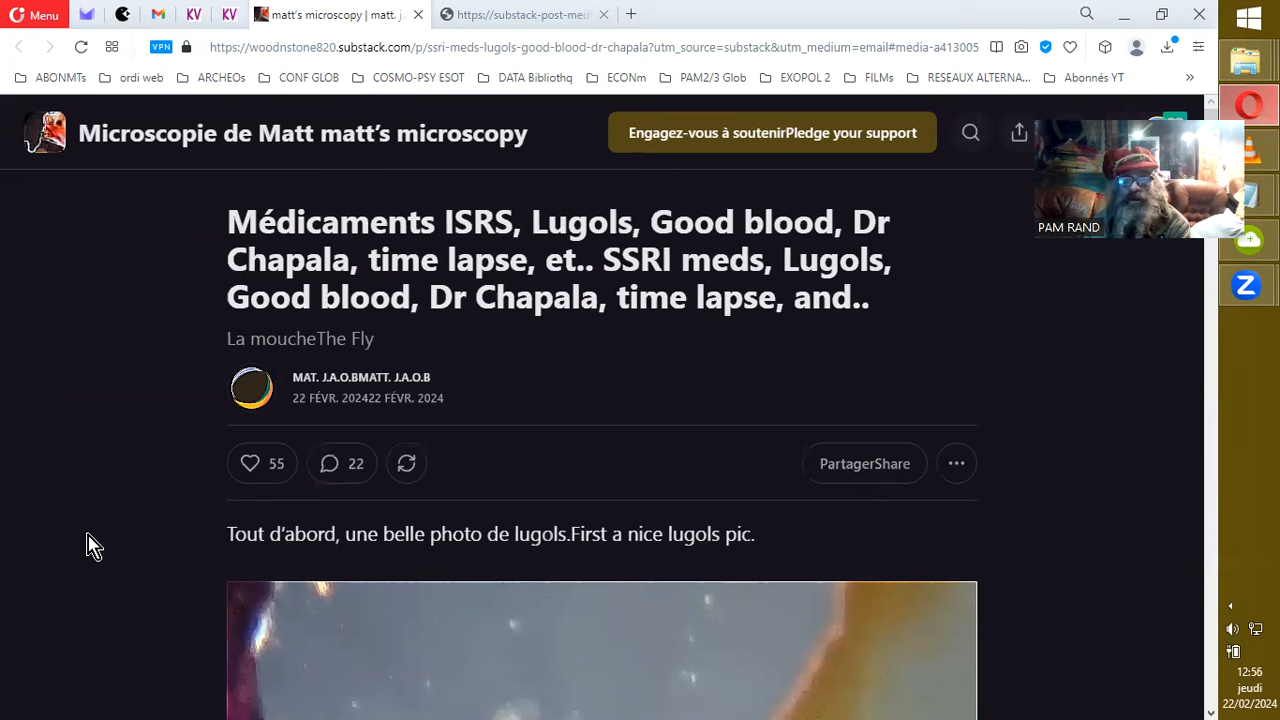 Menu
KV
KV
matt's microscopy | matt. j.
https://substack-post-med
VPN
https://woodnstone820.substack.com/p/ssri-meds-lugols-good-blood-dr-chapala?utm_source=substack&utm_medium=email#media-a413005
ABONMTs
ordi web
ARCHEOs
CONF GLOB
COSMO-PSY ESOT
DATA Biblithq
ECONm
PAM2/3 Glob
EXOPOL 2
FILMs
RESEAUX ALTERNA...
Abonnés YT
»
Microscopie de Matt matt's microscopy
Engagez-vous à soutenirPledge your support
PAM RAND
Médicaments ISRS, Lugols, Good blood, Dr
Chapala, time lapse, et.. SSRI meds, Lugols,
Good blood, Dr Chapala, time lapse, and..
La moucheThe Fly
MAT. J.A.O.BMATT. J.A.O.B
22 FÉVR. 202422 FÉVR. 2024
55
22
PartagerShare
Tout d'abord, une belle photo de lugols.First a nice lugols pic.
12:56
jeudi
22/02/2024